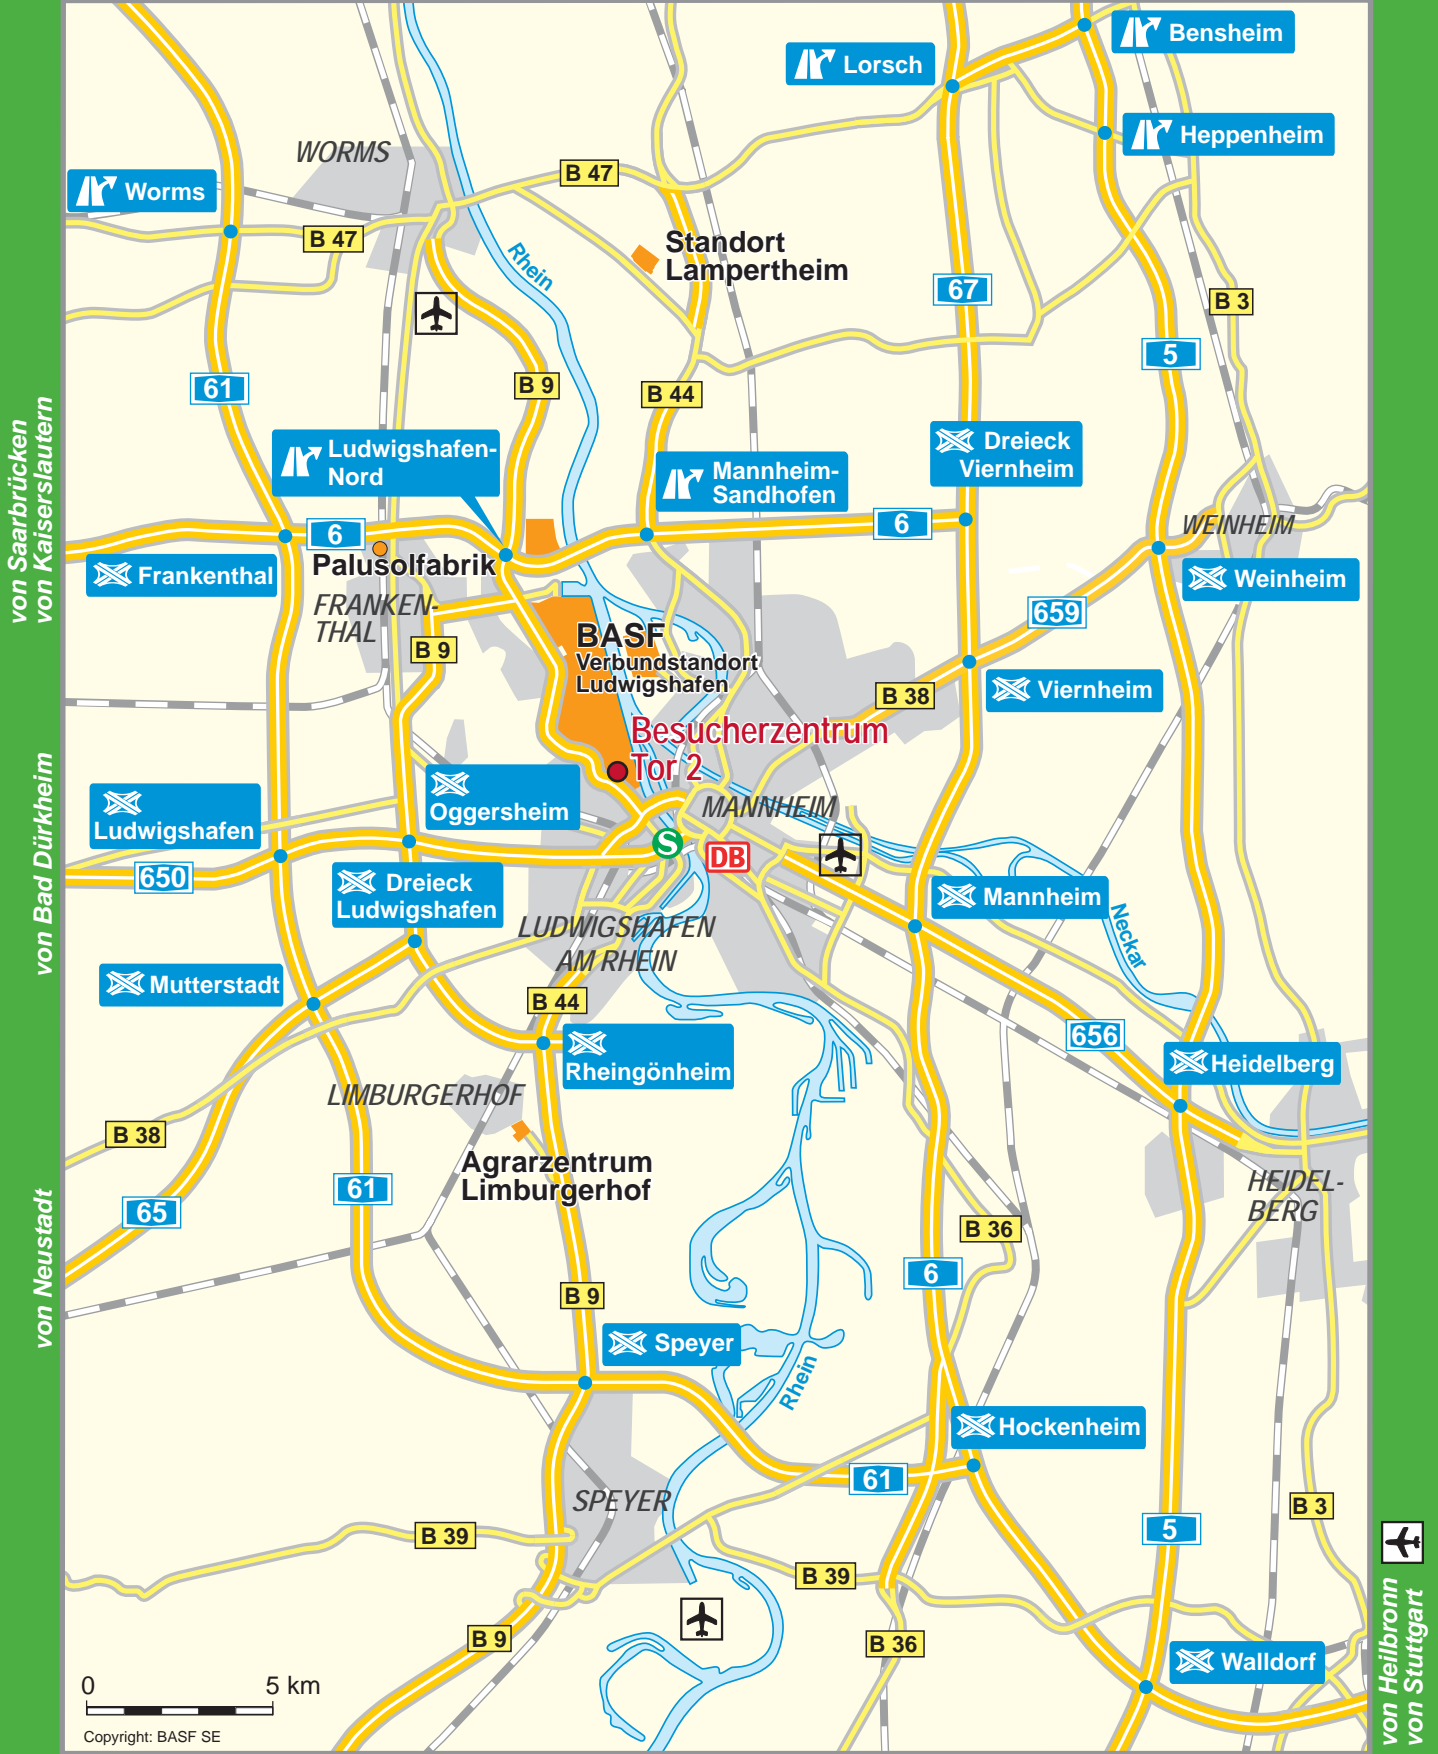 Bensheim
Lorsch
Heppenheim
WORMS
B 47
Worms
B 47
Standort
Lampertheim
Rhein
67
B 3
5
61
B 9
B 44
von Saarbrücken
von Kaiserslautern
Ludwigshafen-
Nord
Mannheim-
Sandhofen
Dreieck
Viernheim
6
6
WEINHEIM
Palusolfabrik
Frankenthal
Weinheim
FRANKEN-
THAL
659
BASF
Verbundstandort
Ludwigshafen
B 9
B 38
Viernheim
Besucherzentrum
Tor 2
von Bad Dürkheim
Ludwigshafen
Oggersheim
MANNHEIM
S
DB
650
Dreieck
Ludwigshafen
Mannheim
LUDWIGSHAFEN
AM RHEIN
Neckar
Mutterstadt
B 44
656
Rheingönheim
Heidelberg
LIMBURGERHOF
B 38
Agrarzentrum
Limburgerhof
HEIDEL-
BERG
61
65
B 36
von Neustadt
6
B 9
Speyer
Rhein
Hockenheim
61
SPEYER
B 39
B 3
5
B 39
B 9
B 36
Walldorf
von Heilbronn
von Stuttgart
0 5 km
Copyright: BASF SE